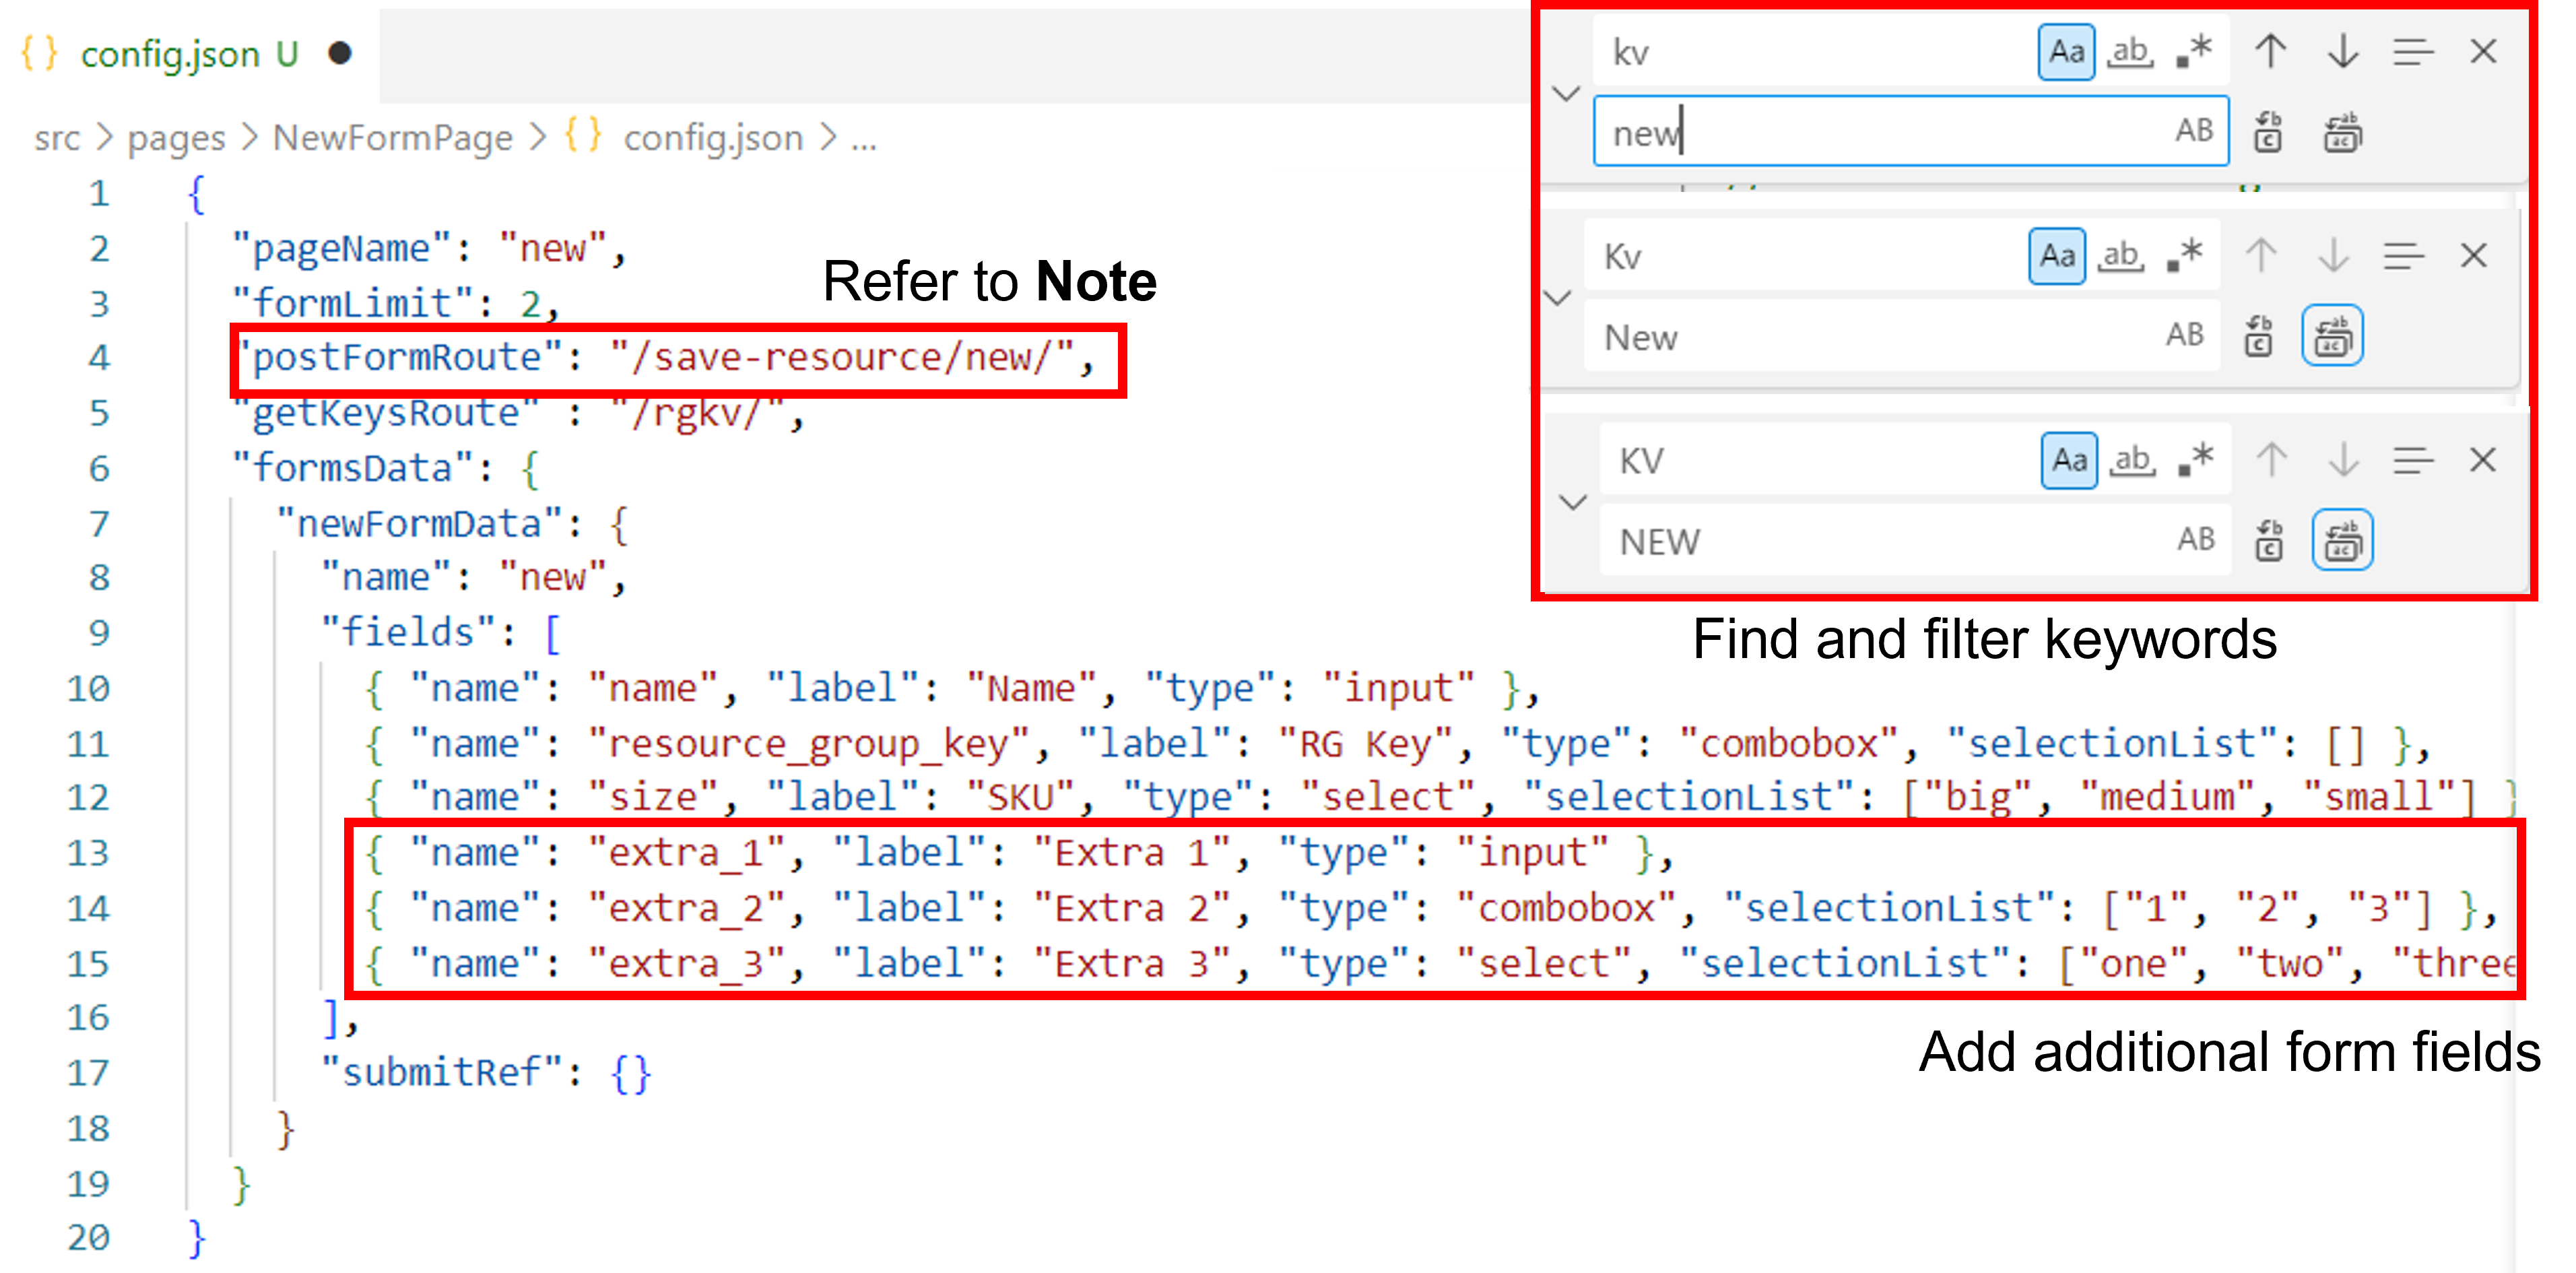 { } config.json U ●
src > pages > NewFormPage > { } config.json > ...
1 {
2 "pageName": "new",
3 "formLimit": 2,
Refer to Note
4 "postFormRoute": "/save-resource/new/",
5 "getKeysRoute" : "/rgkv/",
6 "formsData": {
7 "newFormData": {
8 "name": "new",
9 "fields": [
10 { "name": "name", "label": "Name", "type": "input" },
11 { "name": "resource_group_key", "label": "RG Key", "type": "combobox", "selectionList": [] },
12 { "name": "size", "label": "SKU", "type": "select", "selectionList": ["big", "medium", "small"] }
13 { "name": "extra_1", "label": "Extra 1", "type": "input" },
14 { "name": "extra_2", "label": "Extra 2", "type": "combobox", "selectionList": ["1", "2", "3"] },
15 { "name": "extra_3", "label": "Extra 3", "type": "select", "selectionList": ["one", "two", "three
16 ],
17 "submitRef": {}
18 }
19 }
20 }
kv Aa ab .*
new AB
Kv Aa ab .*
New AB
KV Aa ab .*
NEW AB
Find and filter keywords
Add additional form fields